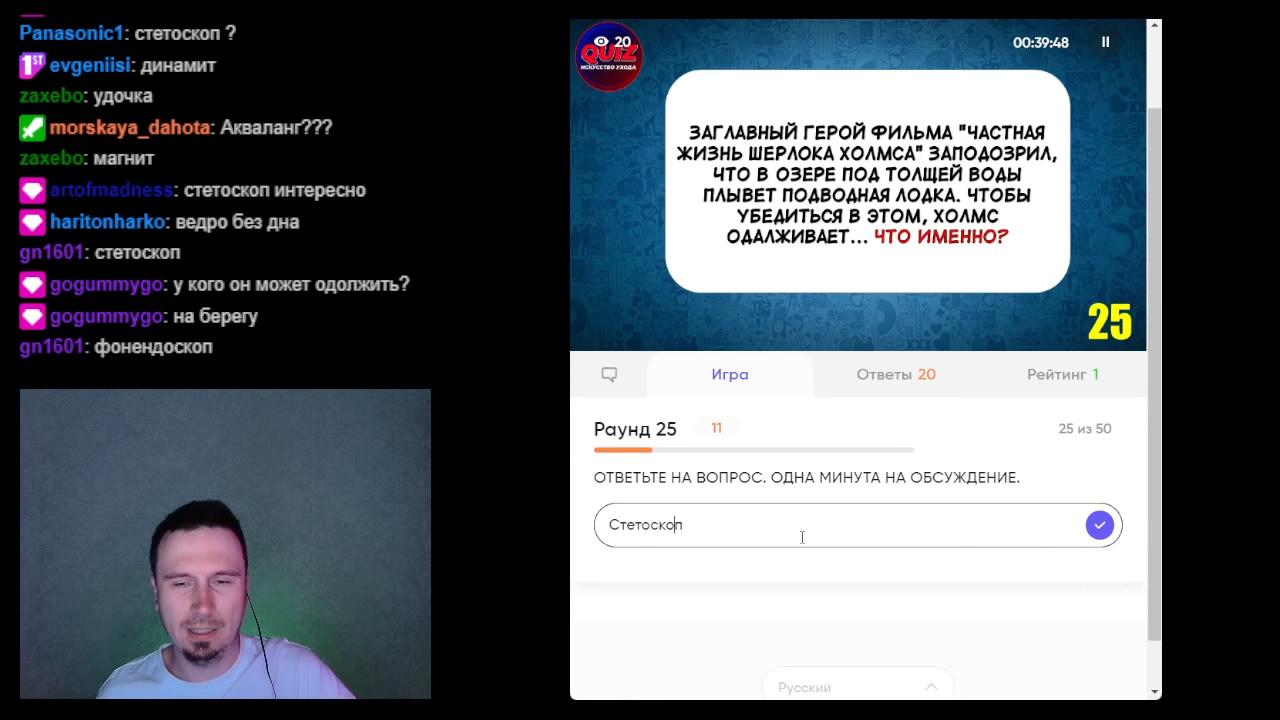 Panasonic1: стетоскоп ?
1ST evgeniisi: динамит
zaxebo: удочка
morskaya_dahota: Акваланг???
zaxebo: магнит
artofmadness: стетоскоп интересно
haritonharko: ведро без дна
gn1601: стетоскоп
gogummygo: у кого он может одолжить?
gogummygo: на берегу
gn1601: фонендоскоп
20
QUIZ
ИСКУССТВО УХОДА
00:39:48
ЗАГЛАВНЫЙ ГЕРОЙ ФИЛЬМА "ЧАСТНАЯ
ЖИЗНЬ ШЕРЛОКА ХОЛМСА" ЗАПОДОЗРИЛ,
ЧТО В ОЗЕРЕ ПОД ТОЛЩЕЙ ВОДЫ
ПЛЫВЕТ ПОДВОДНАЯ ЛОДКА. ЧТОБЫ
УБЕДИТЬСЯ В ЭТОМ, ХОЛМС
ОДАЛЖИВАЕТ... ЧТО ИМЕННО?
25
Игра
Ответы 20
Рейтинг 1
Раунд 25 11
25 из 50
ОТВЕТЬТЕ НА ВОПРОС. ОДНА МИНУТА НА ОБСУЖДЕНИЕ.
Стетоскоп
Русский